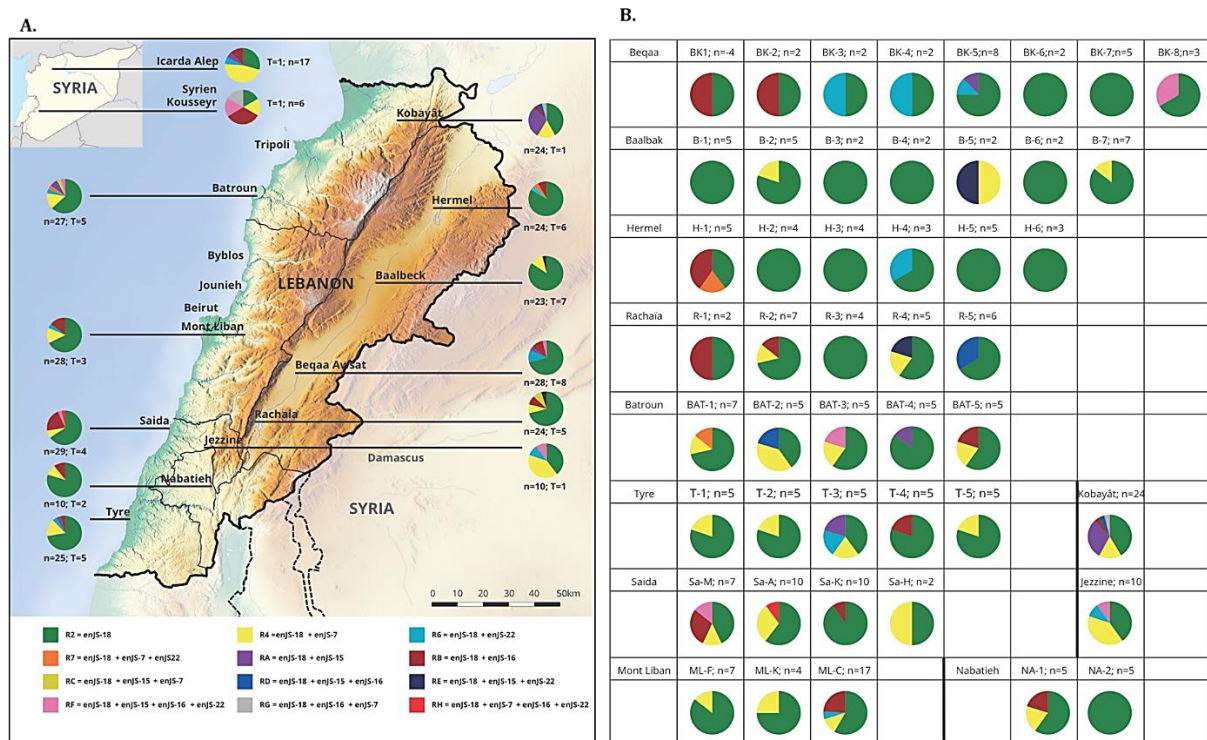 A.
Icarda Alep
T=1; n=17
SYRIA
Syrien
Kousseyr
T=1; n=6
Kobayât
n=24; T=1
Tripoli
Batroun
n=27; T=5
Hermel
n=24; T=6
Byblos
Baalbeck
Jounieh
LEBANON
n=23; T=7
Beirut
Mont Liban
n=28; T=3
Beqaa Awsat
n=28; T=8
Saida
Rachaia
n=24; T=5
Jezzine
n=29; T=4
Damascus
Nabatieh
n=10; T=1
n=10; T=2
SYRIA
Tyre
n=25; T=5
0 10 20 30 40 50km
R2 = enJS-18
R4 =enJS-18 + enJS-7
R6 =enJS-18 + enJS-22
R7 = enJS-18 + enJS-7 + enJS22
RA = enJS-18 + enJS-15
RB = enJS-18 + enJS-16
RC = enJS-18 + enJS-15 + enJS-7
RD = enJS-18 + enJS-15 + enJS-16
RE = enJS-18 + enJS-15 + enJS-22
RF = enJS-18 + enJS-15 + enJS-16 + enJS-22
RG = enJS-18 + enJS-16 + enJS-7
RH = enJS-18 + enJS-7 + enJS-16 + enJS-22
B.
Beqaa BK1; n=-4 BK-2; n=2 BK-3; n=2 BK-4; n=2 BK-5;n=8 BK-6;n=2 BK-7;n=5 BK-8;n=3
Baalbak B-1; n=5 B-2; n=5 B-3; n=2 B-4; n=2 B-5; n=2 B-6; n=2 B-7; n=7
Hermel H-1; n=5 H-2; n=4 H-3; n=4 H-4; n=3 H-5; n=5 H-6; n=3
Rachaïa R-1; n=2 R-2; n=7 R-3; n=4 R-4; n=5 R-5; n=6
Batroun BAT-1; n=7 BAT-2; n=5 BAT-3; n=5 BAT-4; n=5 BAT-5; n=5
Tyre T-1; n=5 T-2; n=5 T-3; n=5 T-4; n=5 T-5; n=5 Kobayàt; n=24
Saida Sa-M; n=7 Sa-A; n=10 Sa-K; n=10 Sa-H; n=2 Jezzine; n=10
Mont Liban ML-F; n=7 ML-K; n=4 ML-C; n=17 Nabatieh NA-1; n=5 NA-2; n=5